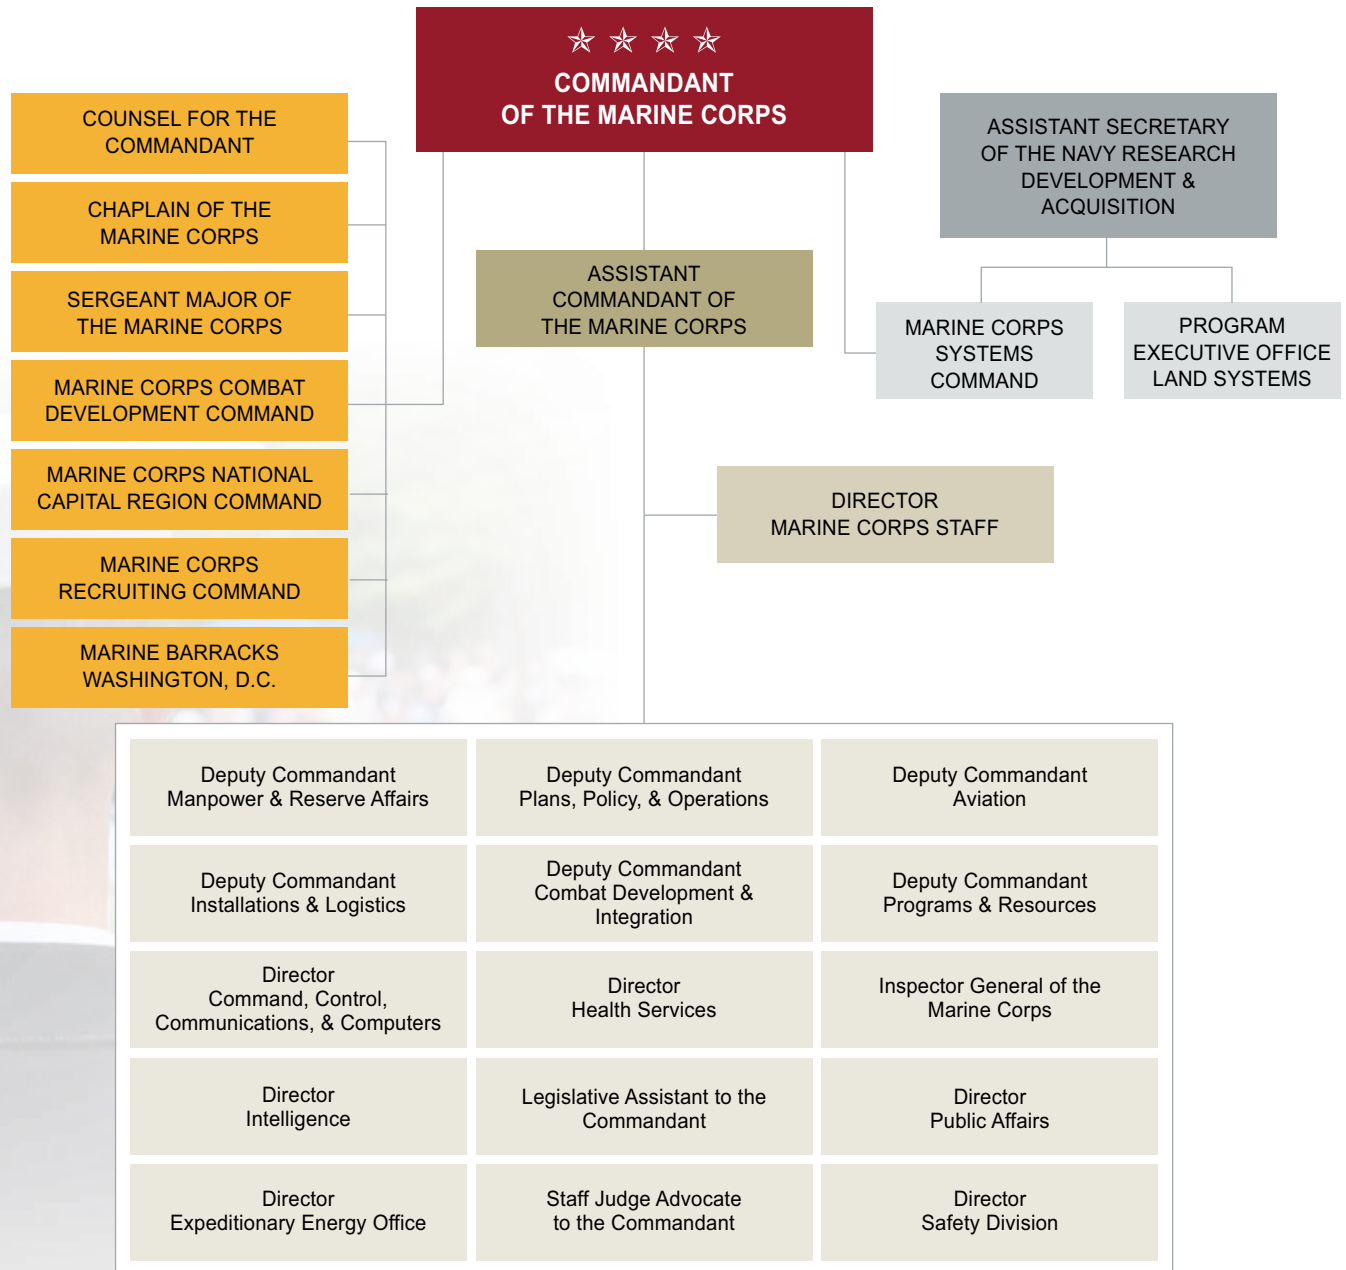 COMMANDANT
OF THE MARINE CORPS
COUNSEL FOR THE
COMMANDANT
CHAPLAIN OF THE
MARINE CORPS
SERGEANT MAJOR OF
THE MARINE CORPS
MARINE CORPS COMBAT
DEVELOPMENT COMMAND
MARINE CORPS NATIONAL
CAPITAL REGION COMMAND
MARINE CORPS
RECRUITING COMMAND
MARINE BARRACKS
WASHINGTON, D.C.
ASSISTANT
COMMANDANT OF
THE MARINE CORPS
ASSISTANT SECRETARY
OF THE NAVY RESEARCH
DEVELOPMENT &
ACQUISITION
MARINE CORPS
SYSTEMS
COMMAND
PROGRAM
EXECUTIVE OFFICE
LAND SYSTEMS
DIRECTOR
MARINE CORPS STAFF
Deputy Commandant
Manpower & Reserve Affairs
Deputy Commandant
Plans, Policy, & Operations
Deputy Commandant
Aviation
Deputy Commandant
Installations & Logistics
Deputy Commandant
Combat Development &
Integration
Deputy Commandant
Programs & Resources
Director
Command, Control,
Communications, & Computers
Director
Health Services
Inspector General of the
Marine Corps
Director
Intelligence
Legislative Assistant to the
Commandant
Director
Public Affairs
Director
Expeditionary Energy Office
Staff Judge Advocate
to the Commandant
Director
Safety Division